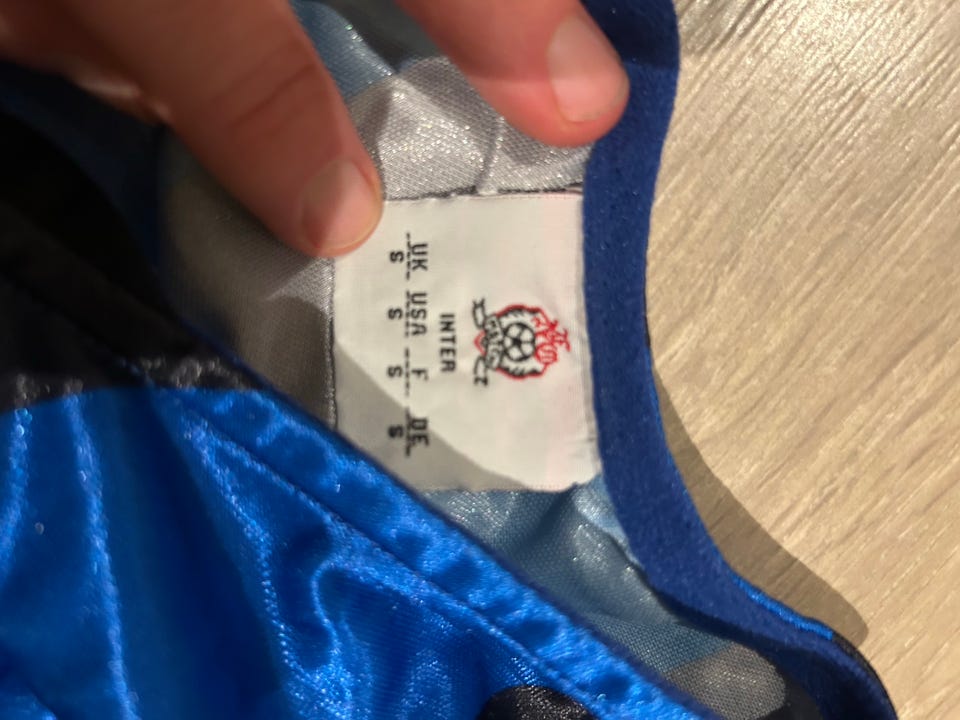 INTER
UK USA F DE
S S S S